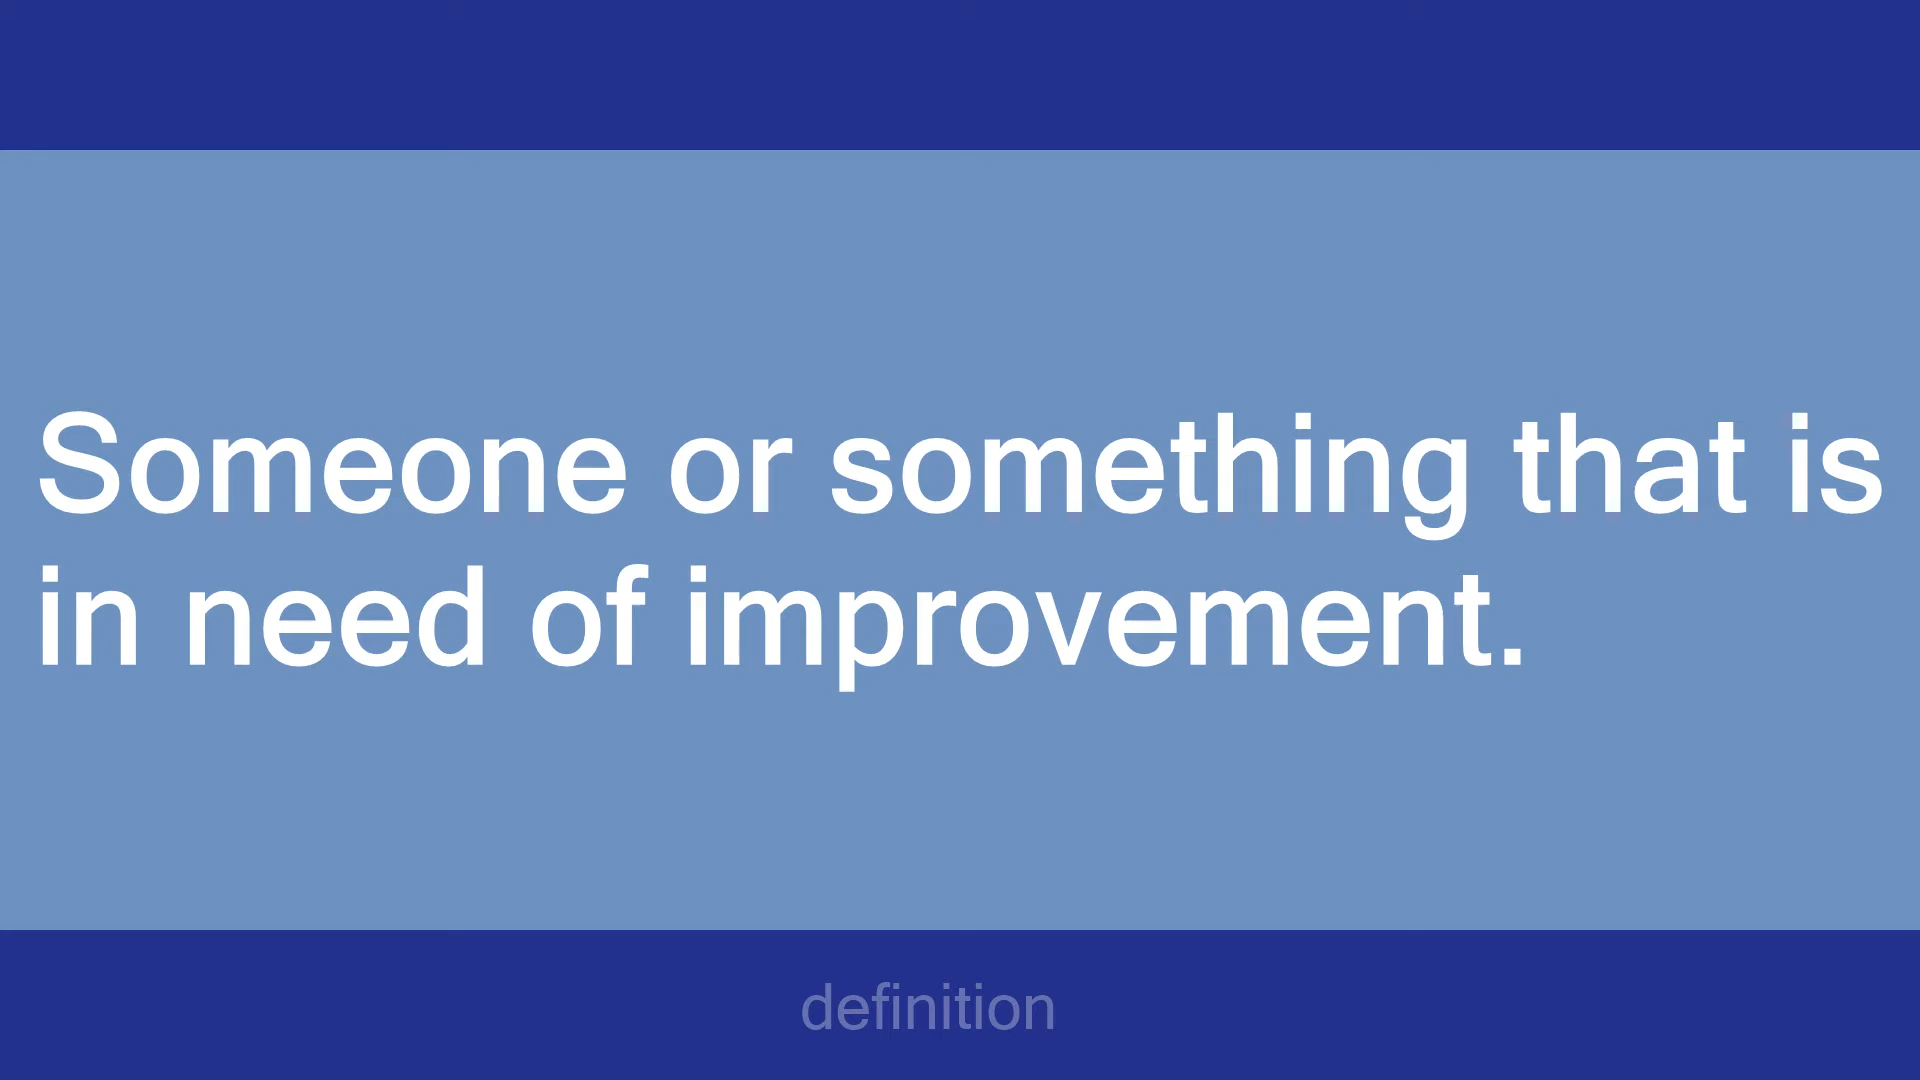 Someone or something that is
in need of improvement.
definition